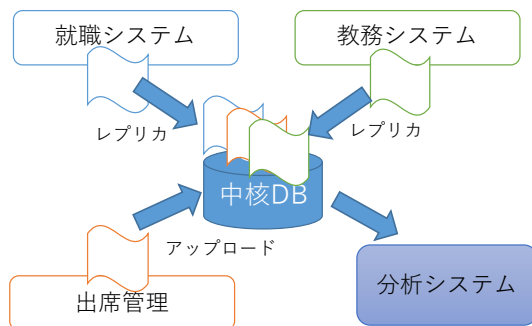 就職システム
教務システム
レプリカ
レプリカ
中核DB
アップロード
出席管理
分析システム